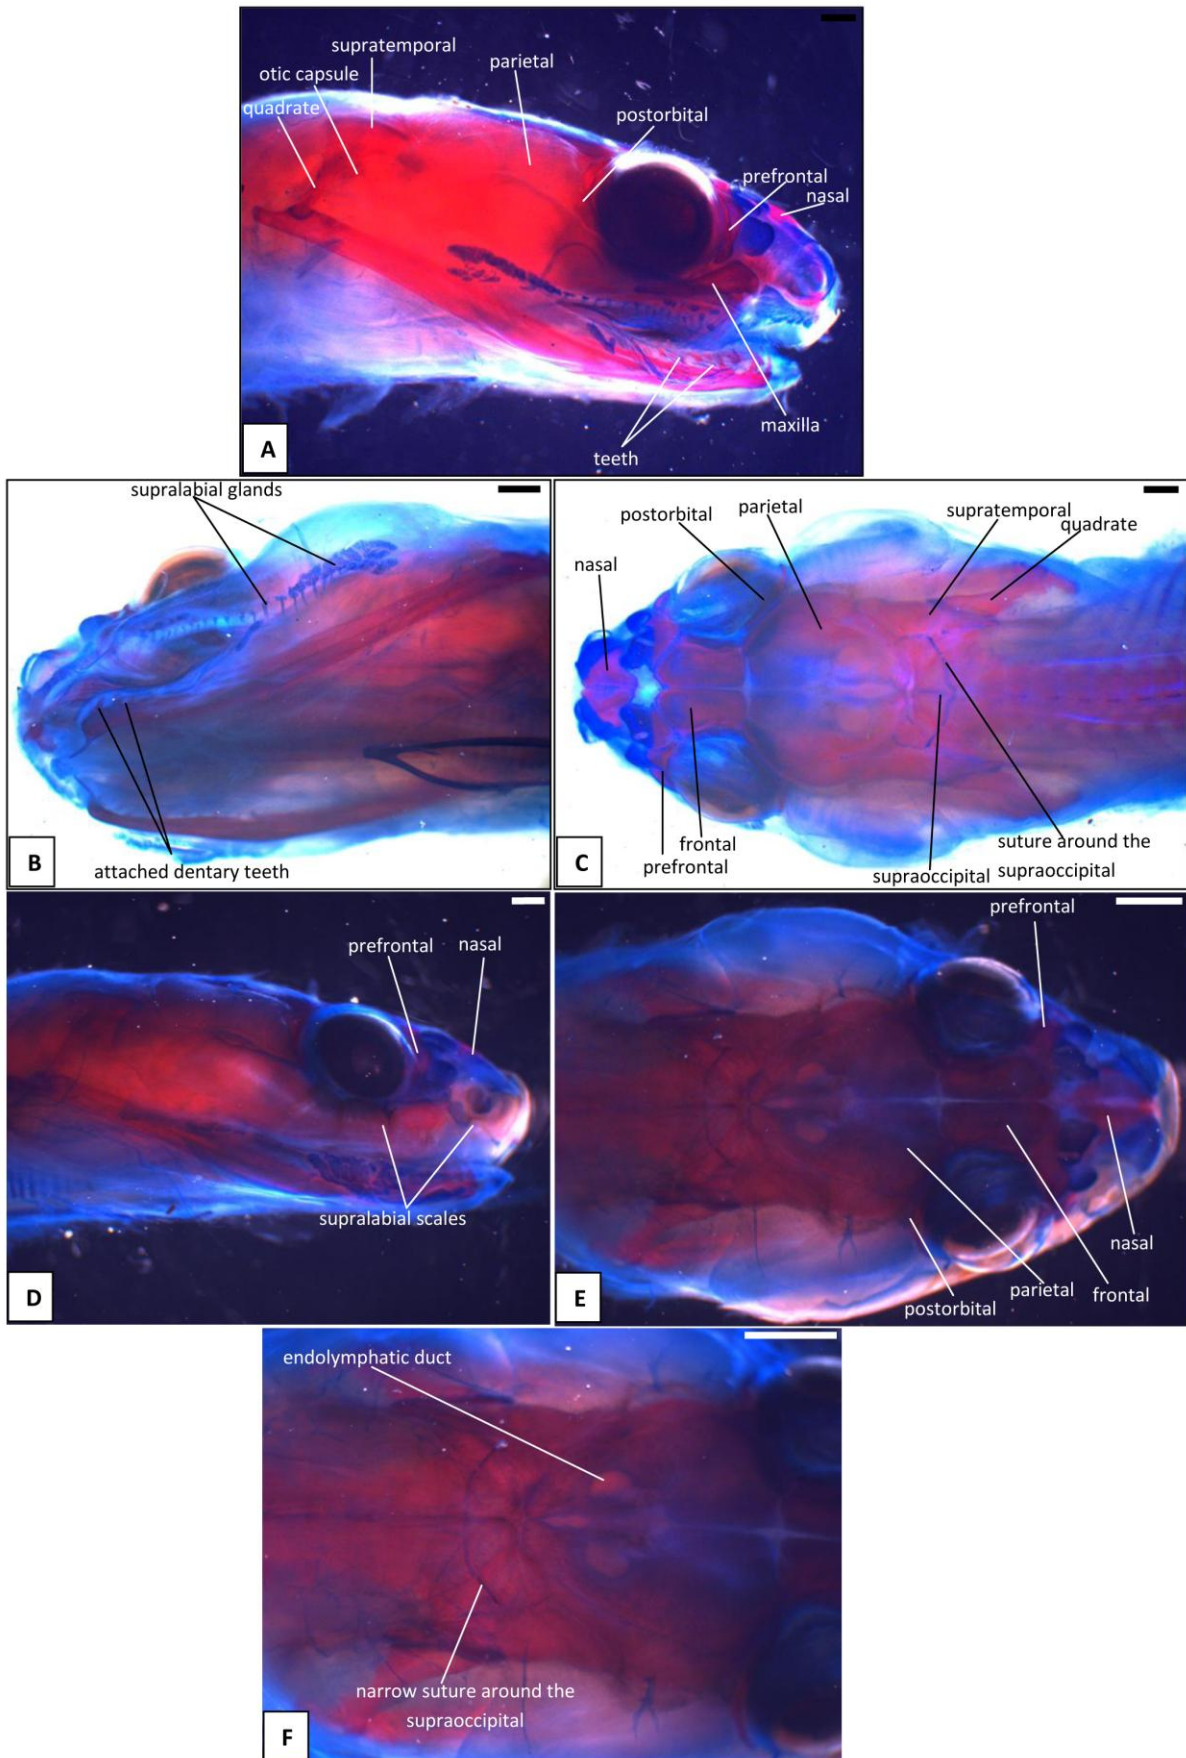 supratemporal
otic capsule
parietal
quadrate
postorbital
prefrontal
nasal
maxilla
teeth
A
supralabial glands
attached dentary teeth
B
postorbital
parietal
supratemporal
quadrate
nasal
frontal
prefrontal
suture around the
supraoccipital
supraoccipital
C
prefrontal
nasal
supralabial scales
D
prefrontal
nasal
parietal
frontal
postorbital
E
endolymphatic duct
narrow suture around the
supraoccipital
F